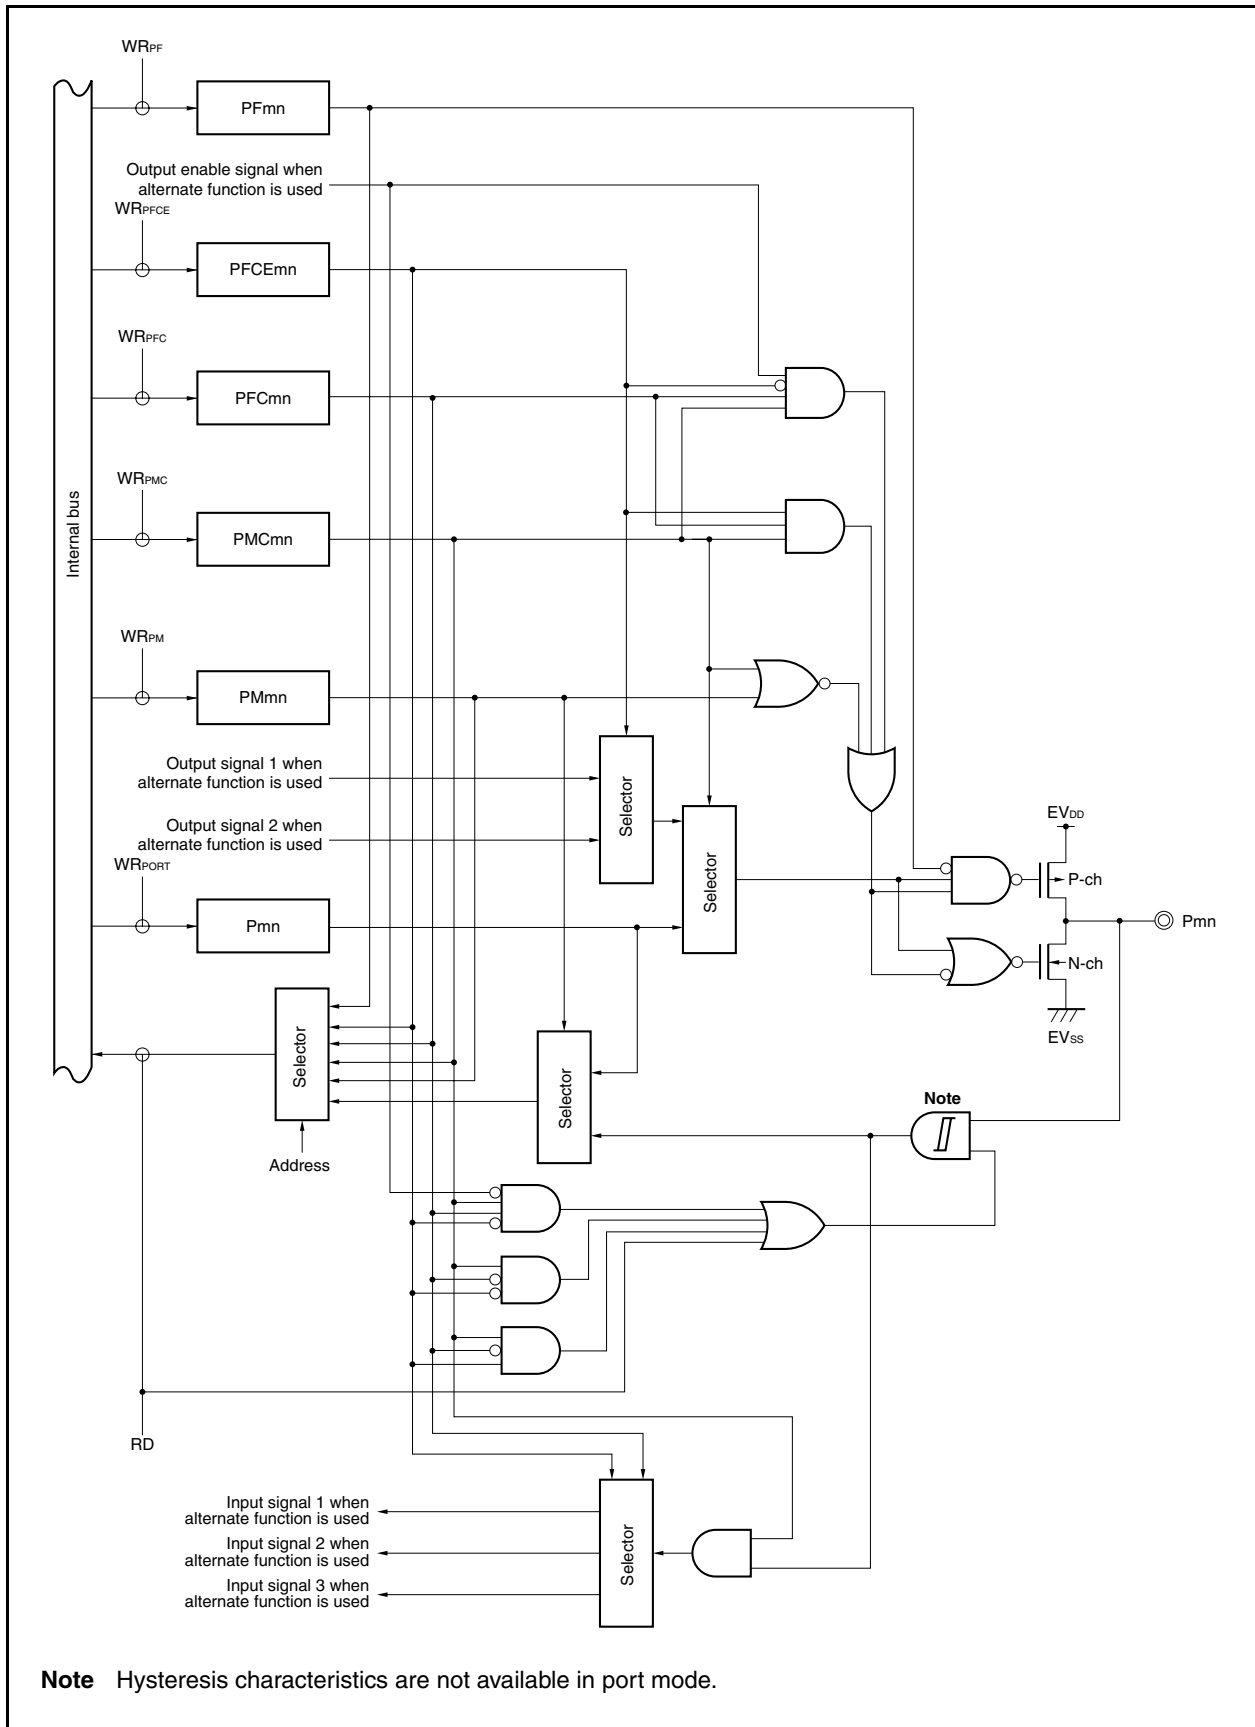 WRPF
PFmn
Output enable signal when
alternate function is used
WRPFCE
PFCEmn
WRPFC
PFCmn
WRPMC
PMCmn
Internal bus
WRPM
PMmn
Output signal 1 when
alternate function is used
Output signal 2 when
alternate function is used
Selector
Selector
WRPORT
Pmn
EVDD
P-ch
Pmn
N-ch
EVSS
Selector
Selector
Address
Note
RD
Input signal 1 when
alternate function is used
Input signal 2 when
alternate function is used
Input signal 3 when
alternate function is used
Selector
Note Hysteresis characteristics are not available in port mode.